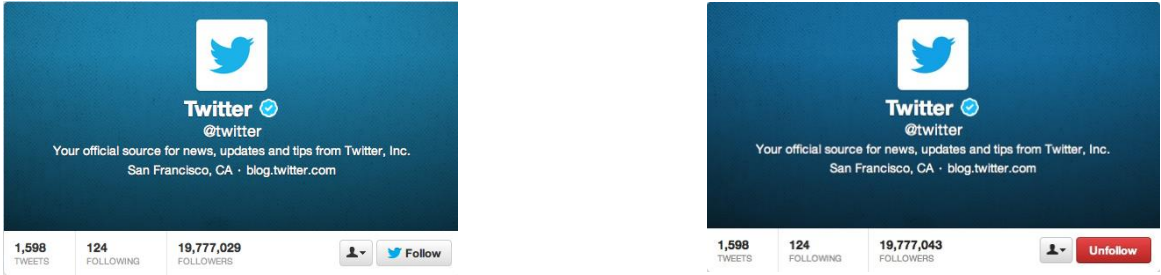 Twitter
@twitter
Your official source for news, updates and tips from Twitter, Inc.
San Francisco, CA · blog.twitter.com
1,598 124 19,777,029
TWEETS FOLLOWING FOLLOWERS
Follow
Twitter
@twitter
Your official source for news, updates and tips from Twitter, Inc.
San Francisco, CA · blog.twitter.com
1,598 124 19,777,043
TWEETS FOLLOWING FOLLOWERS
Unfollow